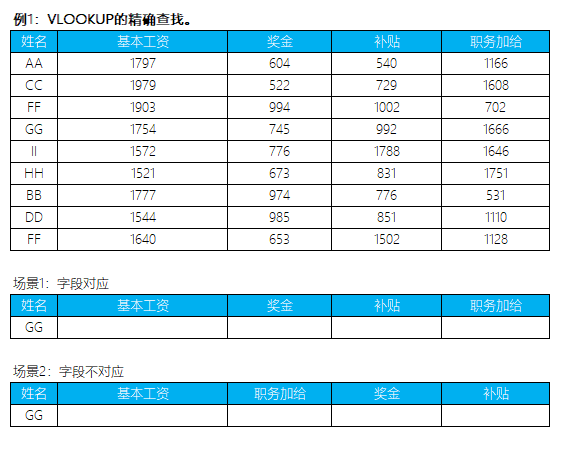 例1：VLOOKUP的精确查找。
姓名 基本工资 奖金 补贴 职务加给
AA 1797 604 540 1166
CC 1979 522 729 1608
FF 1903 994 1002 702
GG 1754 745 992 1666
II 1572 776 1788 1646
HH 1521 673 831 1751
BB 1777 974 776 531
DD 1544 985 851 1110
FF 1640 653 1502 1128
场景1：字段对应
姓名 基本工资 奖金 补贴 职务加给
GG
场景2：字段不对应
姓名 基本工资 职务加给 奖金 补贴
GG